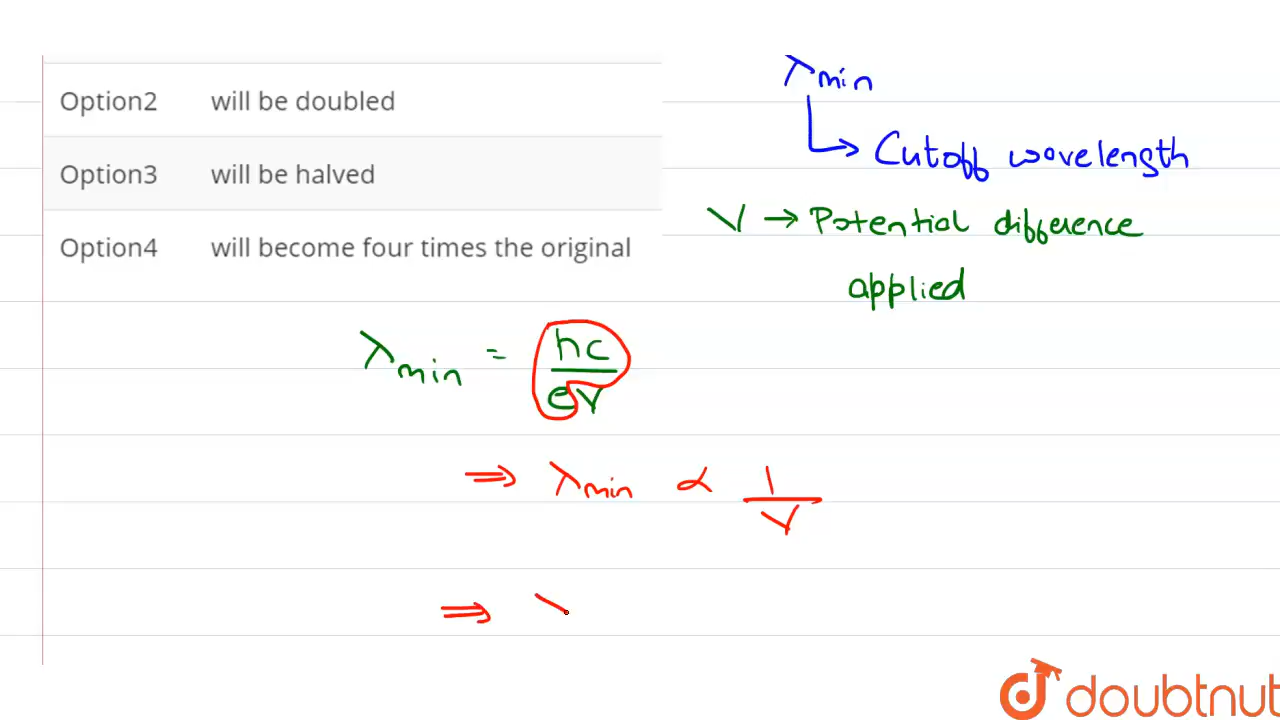 λmin
Option2 will be doubled
↳ Cutoff wavelength
Option3 will be halved
V → Potential difference
applied
Option4 will become four times the original
λmin = hc/eV
⇒ λmin ∝ 1/V
⇒
doubtnut